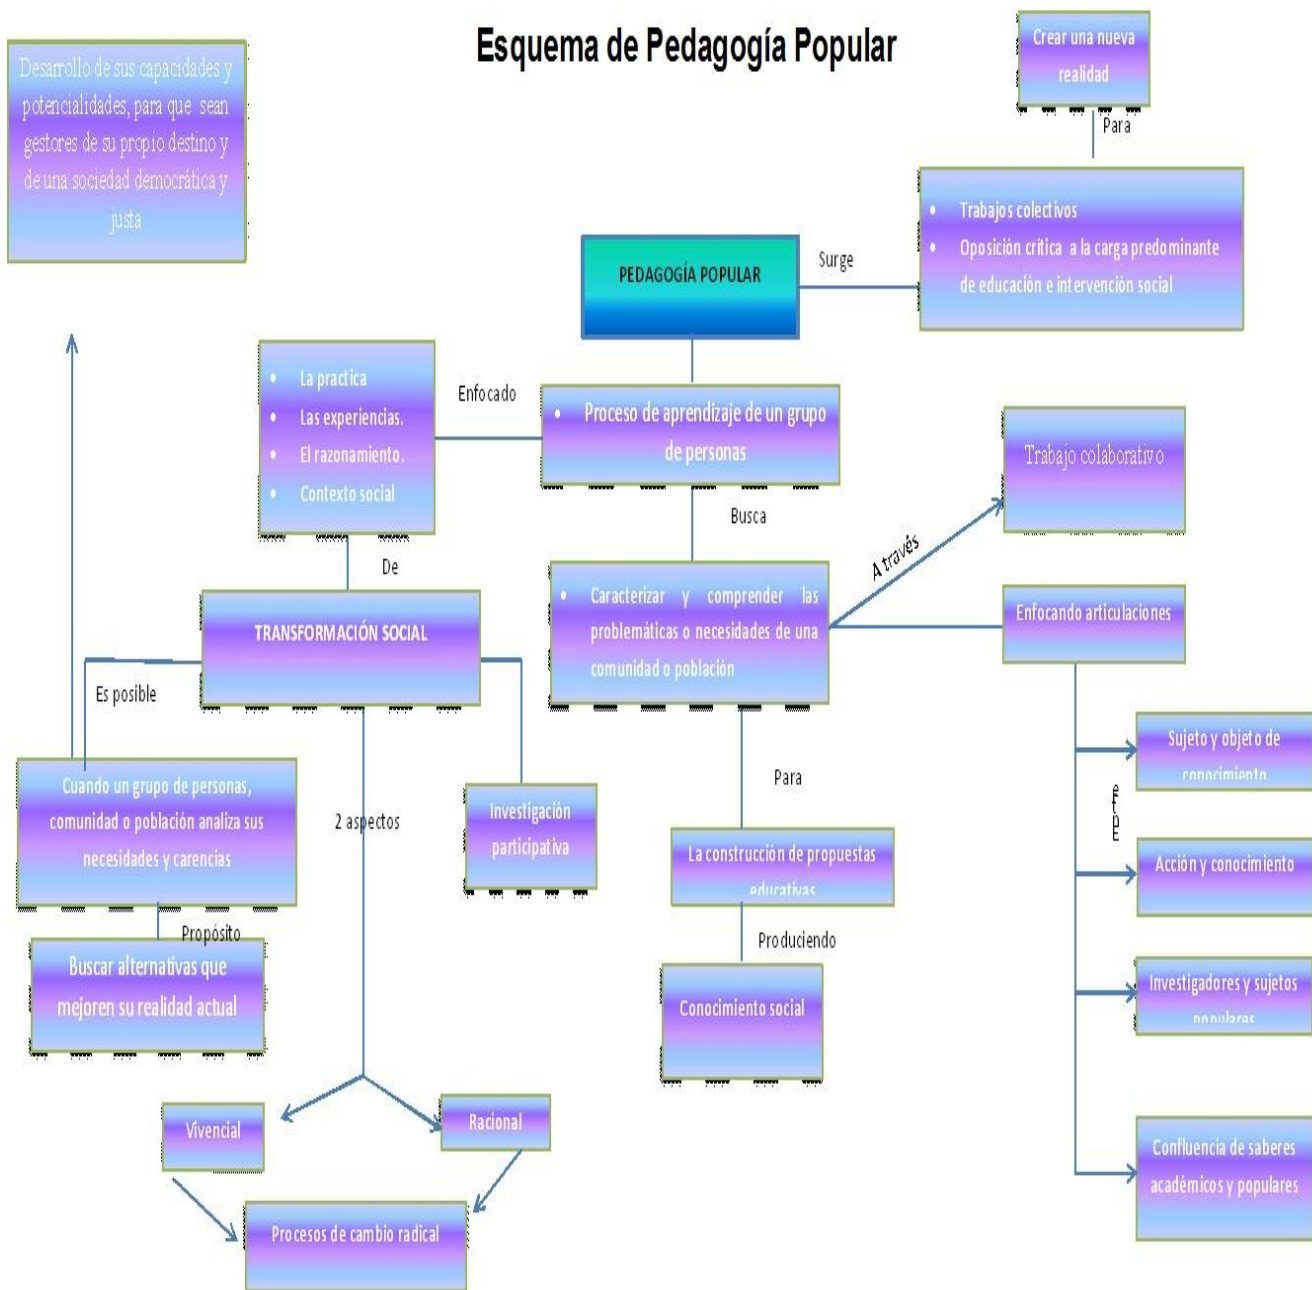 Esquema de Pedagogía Popular
Crear una nueva
realidad
Para
Desarrollo de sus capacidades y
potencialidades, para que sean
gestores de su propio destino y
de una sociedad democrática y
justa
• Trabajos colectivos
• Oposición critica a la carga predominante
de educación e intervención social
Surge
PEDAGOGÍA POPULAR
• La practica
• Las experiencias.
• El razonamiento.
• Contexto social
Enfocado
• Proceso de aprendizaje de un grupo
de personas
Trabajo colaborativo
Busca
A través
De
• Caracterizar y comprender las
problemáticas o necesidades de una
comunidad o población
Enfocando articulaciones
TRANSFORMACIÓN SOCIAL
Es posible
Sujeto y objeto de
conocimiento
Cuando un grupo de personas,
comunidad o población analiza sus
necesidades y carencias
2 aspectos
Investigación
participativa
Para
La construcción de propuestas
educativas
Acción y conocimiento
Propósito
Produciendo
Buscar alternativas que
mejoren su realidad actual
Conocimiento social
Investigadores y sujetos
populares
Vivencial
Racional
Confluencia de saberes
académicos y populares
Procesos de cambio radical